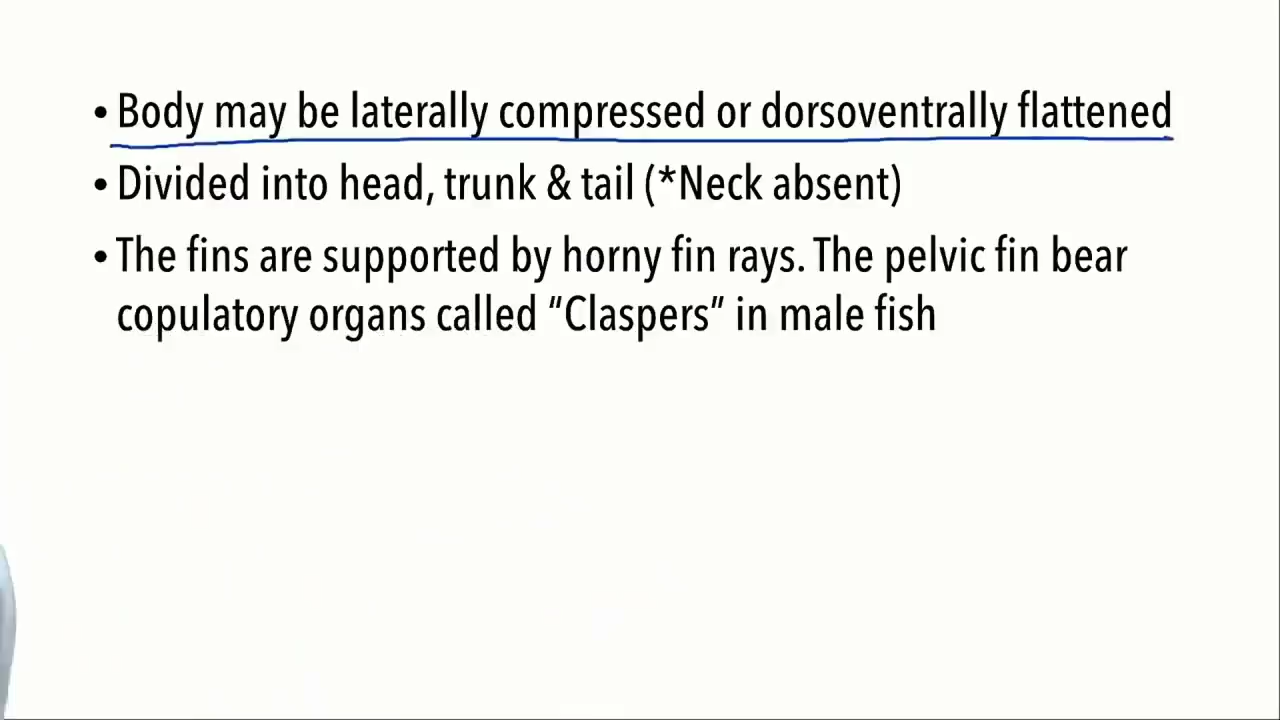 • Body may be laterally compressed or dorsoventrally flattened
• Divided into head, trunk & tail (*Neck absent)
• The fins are supported by horny fin rays. The pelvic fin bear
copulatory organs called “Claspers” in male fish